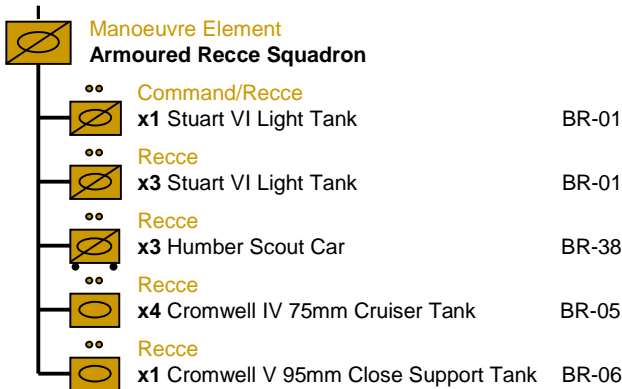 Manoeuvre Element
Armoured Recce Squadron
Command/Recce
x1 Stuart VI Light Tank BR-01
Recce
x3 Stuart VI Light Tank BR-01
Recce
x3 Humber Scout Car BR-38
Recce
x4 Cromwell IV 75mm Cruiser Tank BR-05
Recce
x1 Cromwell V 95mm Close Support Tank BR-06